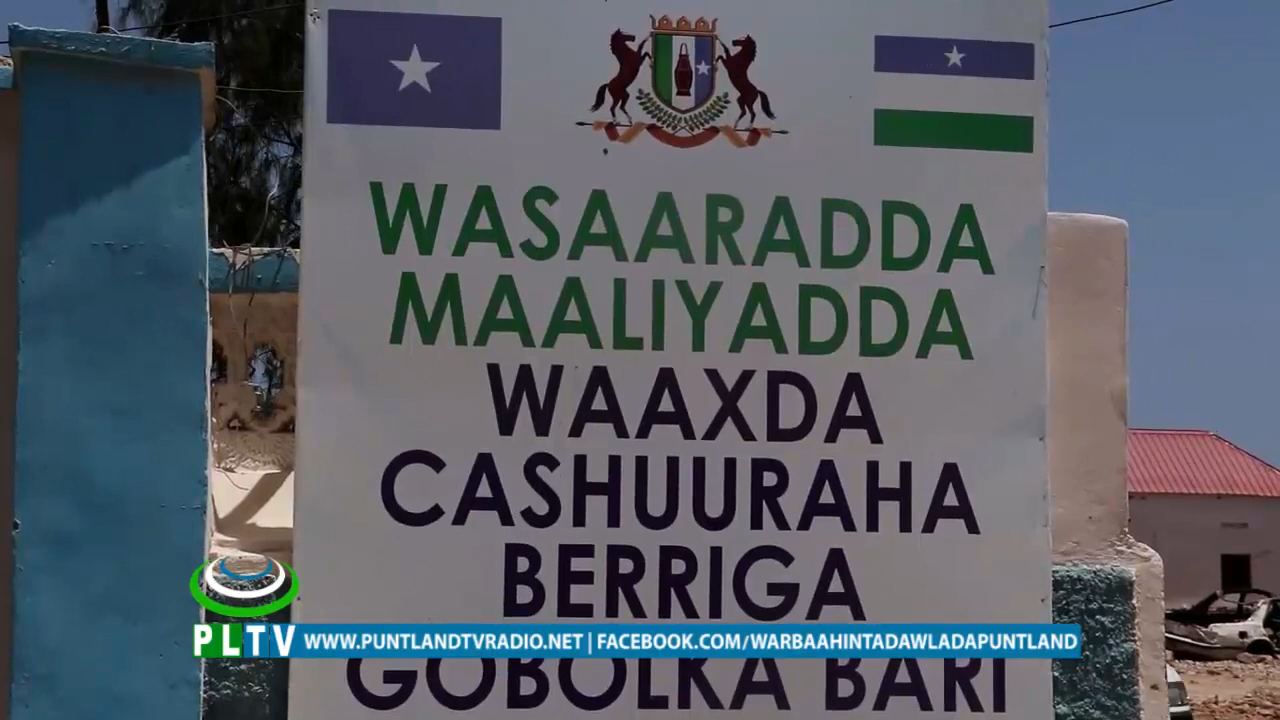 WASAARADDA
MAALIYADDA
WAAXDA
CASHUURAHA
BERRIGA
GOBOLKA BARI
PLTV WWW.PUNTLANDTVRADIO.NET | FACEBOOK.COM/WARBAAHINTADAWLADAPUNTLAND